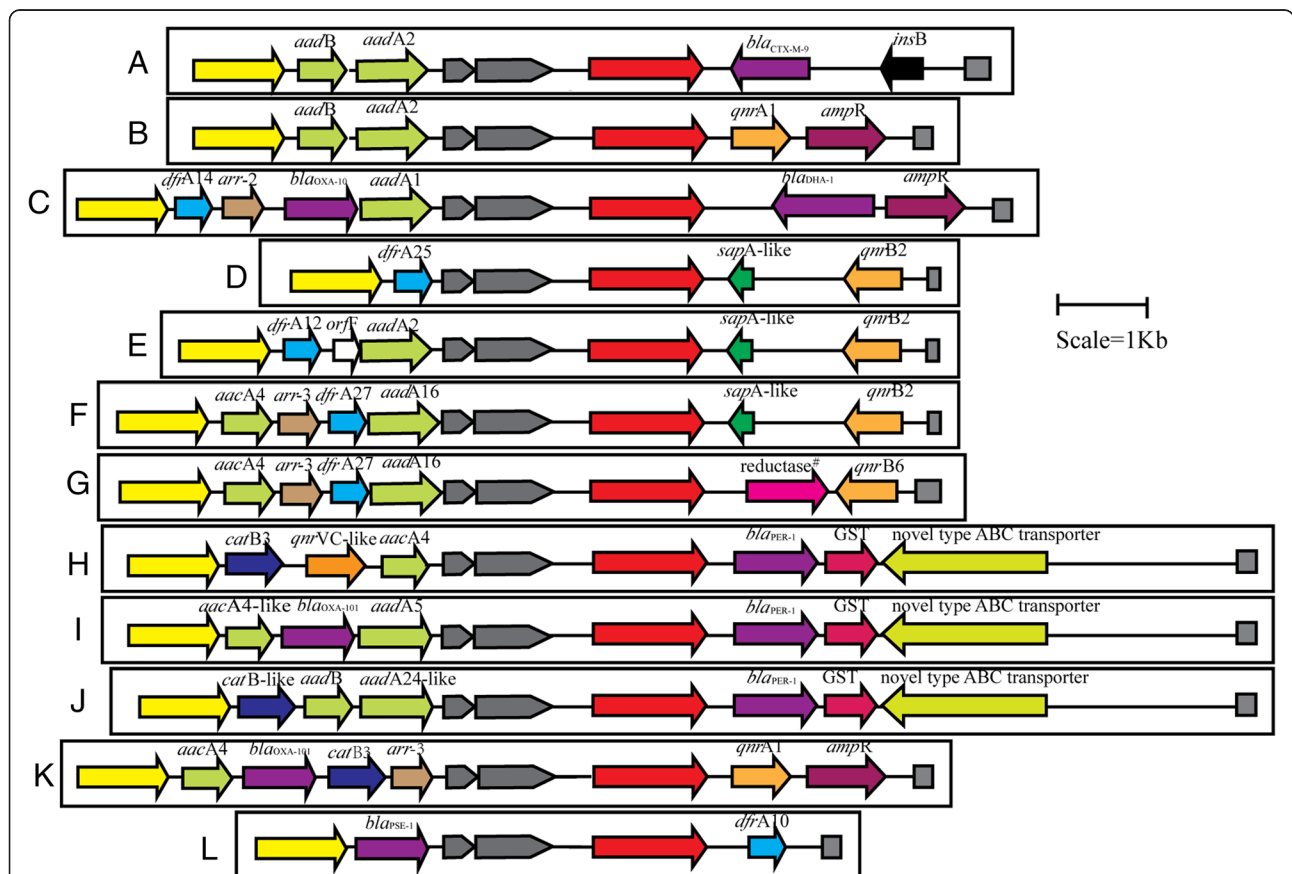 aadB aadA2 blaCTX-M-9 insB
A
aadB aadA2 qnrA1 ampR
B
dfrA14 arr-2 blaOXA-10 aadA1 blaDHA-1 ampR
C
dfrA25 sapA-like qnrB2
D
dfrA12 orfF aadA2 sapA-like qnrB2
E
Scale=1Kb
aacA4 arr-3 dfrA27 aadA16 sapA-like qnrB2
F
aacA4 arr-3 dfrA27 aadA16 reductase# qnrB6
G
catB3 qnrVC-like aacA4 blaPER-1 GST novel type ABC transporter
H
aacA4-like blaOXA-101 aadA5 blaPER-1 GST novel type ABC transporter
I
catB-like aadB aadA24-like blaPER-1 GST novel type ABC transporter
J
aacA4 blaOXA-101 catB3 arr-3 qnrA1 ampR
K
blaPSE-1 dfrA10
L